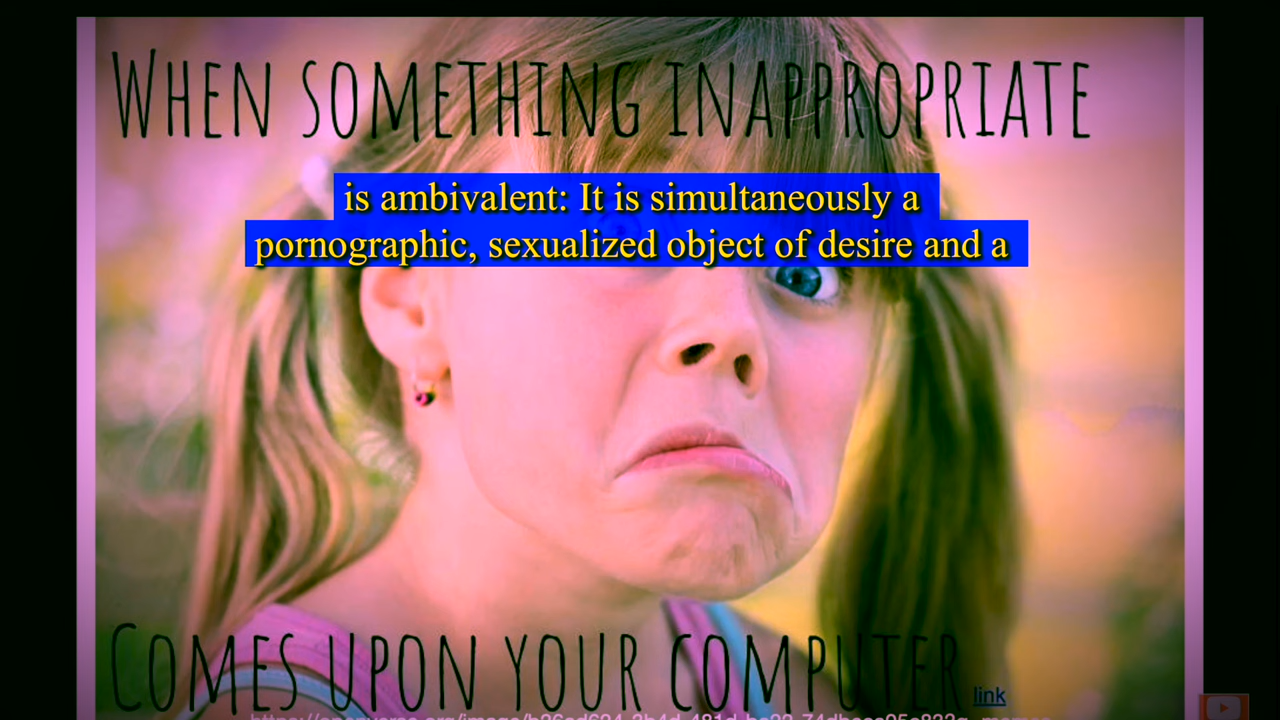 WHEN SOMETHING INAPPROPRIATE
is ambivalent: It is simultaneously a
pornographic, sexualized object of desire and a
COMES UPON YOUR COMPUTER
link